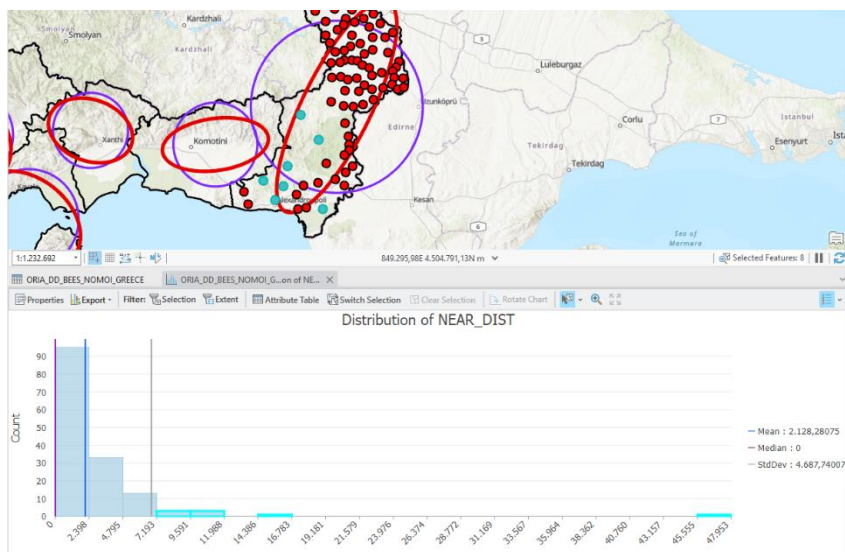 Kardzhali
Smolyan
Smolyan
Kardzhali
3
Luleburgaz
Uzunköprü
Edirne
Corlu
7
Istanbul
Xanthi
Komotini
Esenyurt
Tekirdag
Tekirdag
Kesan
Alexandroupoli
6
Sea of
Marmara
1:1.232.692
849.295,98E 4.504.791,13N m
Selected Features: 8
ORIA_DD_BEES_NOMOI_GREECE
ORIA_DD_BEES_NOMOI_G...on of NE...
Properties Export Filter: Selection Extent Attribute Table Switch Selection Clear Selection Rotate Chart
Distribution of NEAR_DIST
90
80
70
60
50
40
30
20
10
0
Count
0 2.398 4.795 7.193 9.591 11.988 14.386 16.783 19.181 21.579 23.976 26.374 28.772 31.169 33.567 35.964 38.362 40.760 43.157 45.555 47.953
Mean : 2.128,28075
Median : 0
StdDev : 4.687,74007